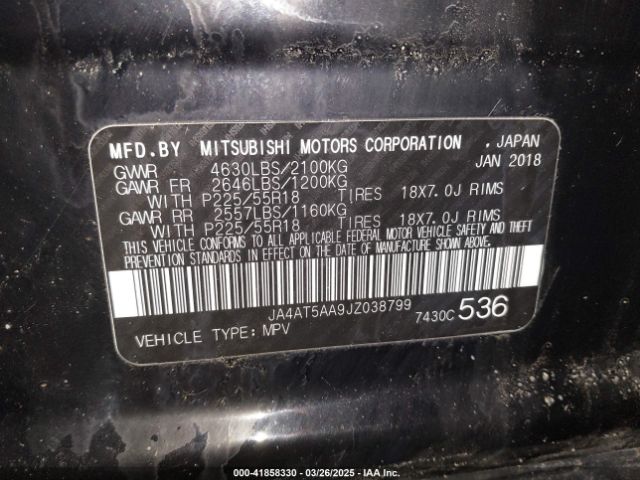 MFD.BY MITSUBISHI MOTORS CORPORATION . JAPAN
GVWR 4630LBS/2100KG JAN 2018
GAWR FR 2646LBS/1200KG
WITH P225/55R18 TIRES 18X7.0J RIMS
GAWR RR 2557LBS/1160KG
WITH P225/55R18 TIRES 18X7.0J RIMS
THIS VEHICLE CONFORMS TO ALL APPLICABLE FEDERAL MOTOR VEHICLE SAFETY AND THEFT
PREVENTION STANDARDS IN EFFECT ON THE DATE OF MANUFACTURE SHOWN ABOVE.
JA4AT5AA9JZ038799 7430C 536
VEHICLE TYPE: MPV
000-41858330 — 03/26/2025 — IAA Inc.